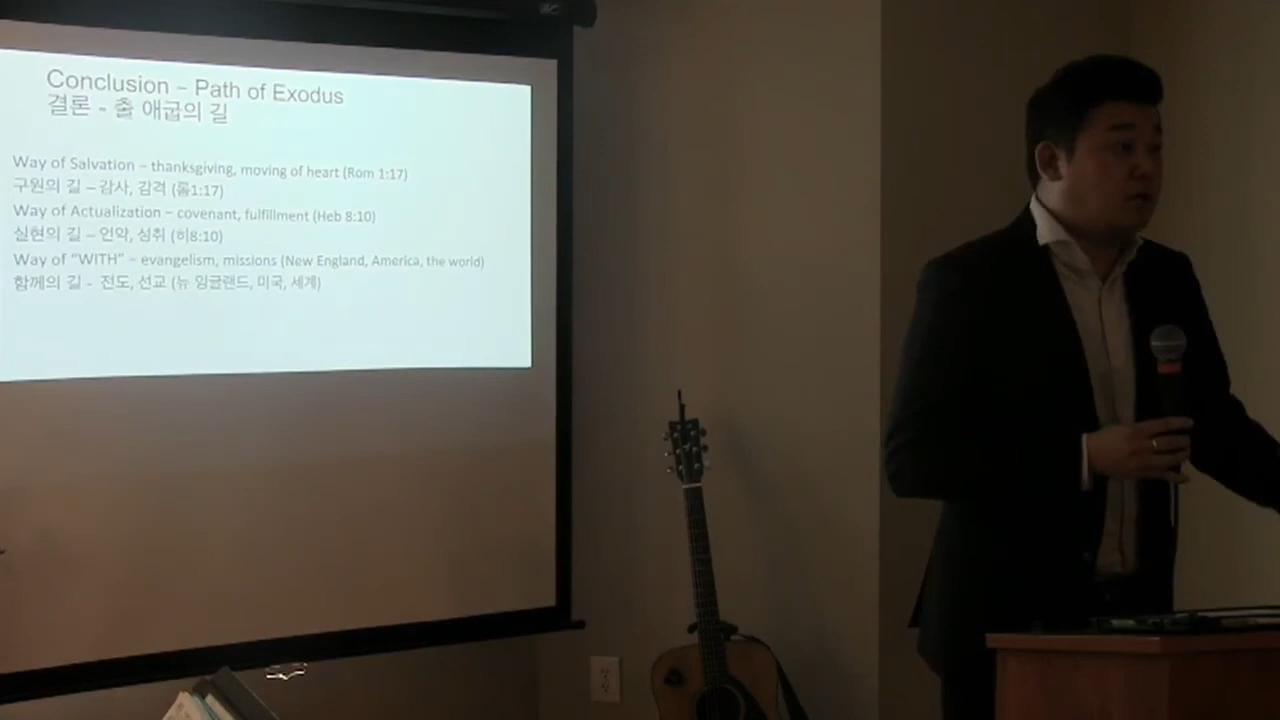 Conclusion – Path of Exodus
결론 - 출 애굽의 길
Way of Salvation – thanksgiving, moving of heart (Rom 1:17)
구원의 길 – 감사, 감격 (롬1:17)
Way of Actualization – covenant, fulfillment (Heb 8:10)
실현의 길 – 언약, 성취 (히8:10)
Way of “WITH” – evangelism, missions (New England, America, the world)
함께의 길 - 전도, 선교 (뉴 잉글랜드, 미국, 세계)